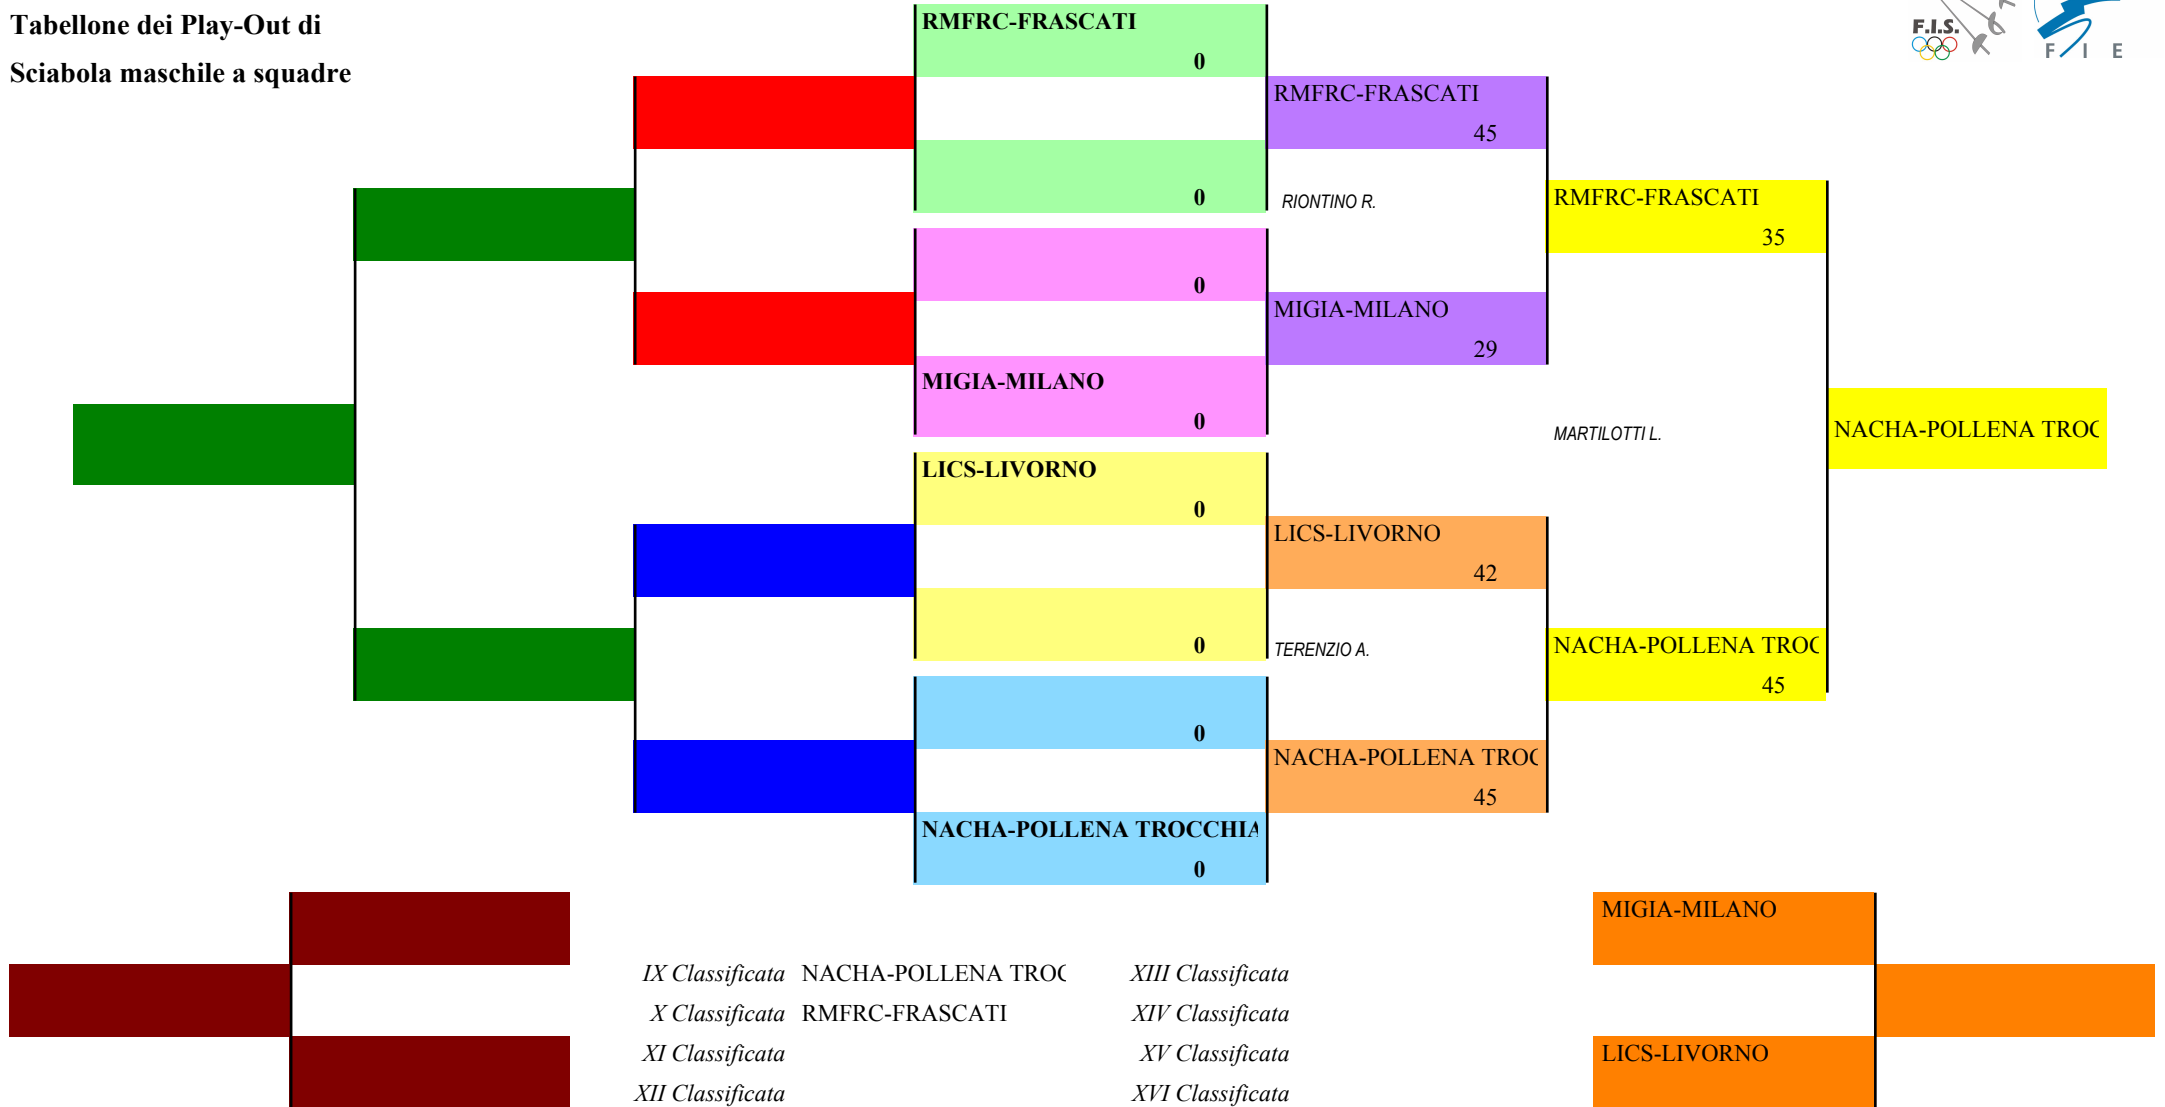 Tabellone dei Play-Out di
Sciabola maschile a squadre
F.I.S.
F I E
RMFRC-FRASCATI
0
0
0
MIGIA-MILANO
0
LICS-LIVORNO
0
0
0
NACHA-POLLENA TROCCHIA
0
RMFRC-FRASCATI
45
RIONTINO R.
MIGIA-MILANO
29
LICS-LIVORNO
42
TERENZIO A.
NACHA-POLLENA TROC
45
RMFRC-FRASCATI
35
MARTILOTTI L.
NACHA-POLLENA TROC
45
NACHA-POLLENA TROC
IX Classificata NACHA-POLLENA TROC
X Classificata RMFRC-FRASCATI
XI Classificata
XII Classificata
XIII Classificata
XIV Classificata
XV Classificata
XVI Classificata
MIGIA-MILANO
LICS-LIVORNO